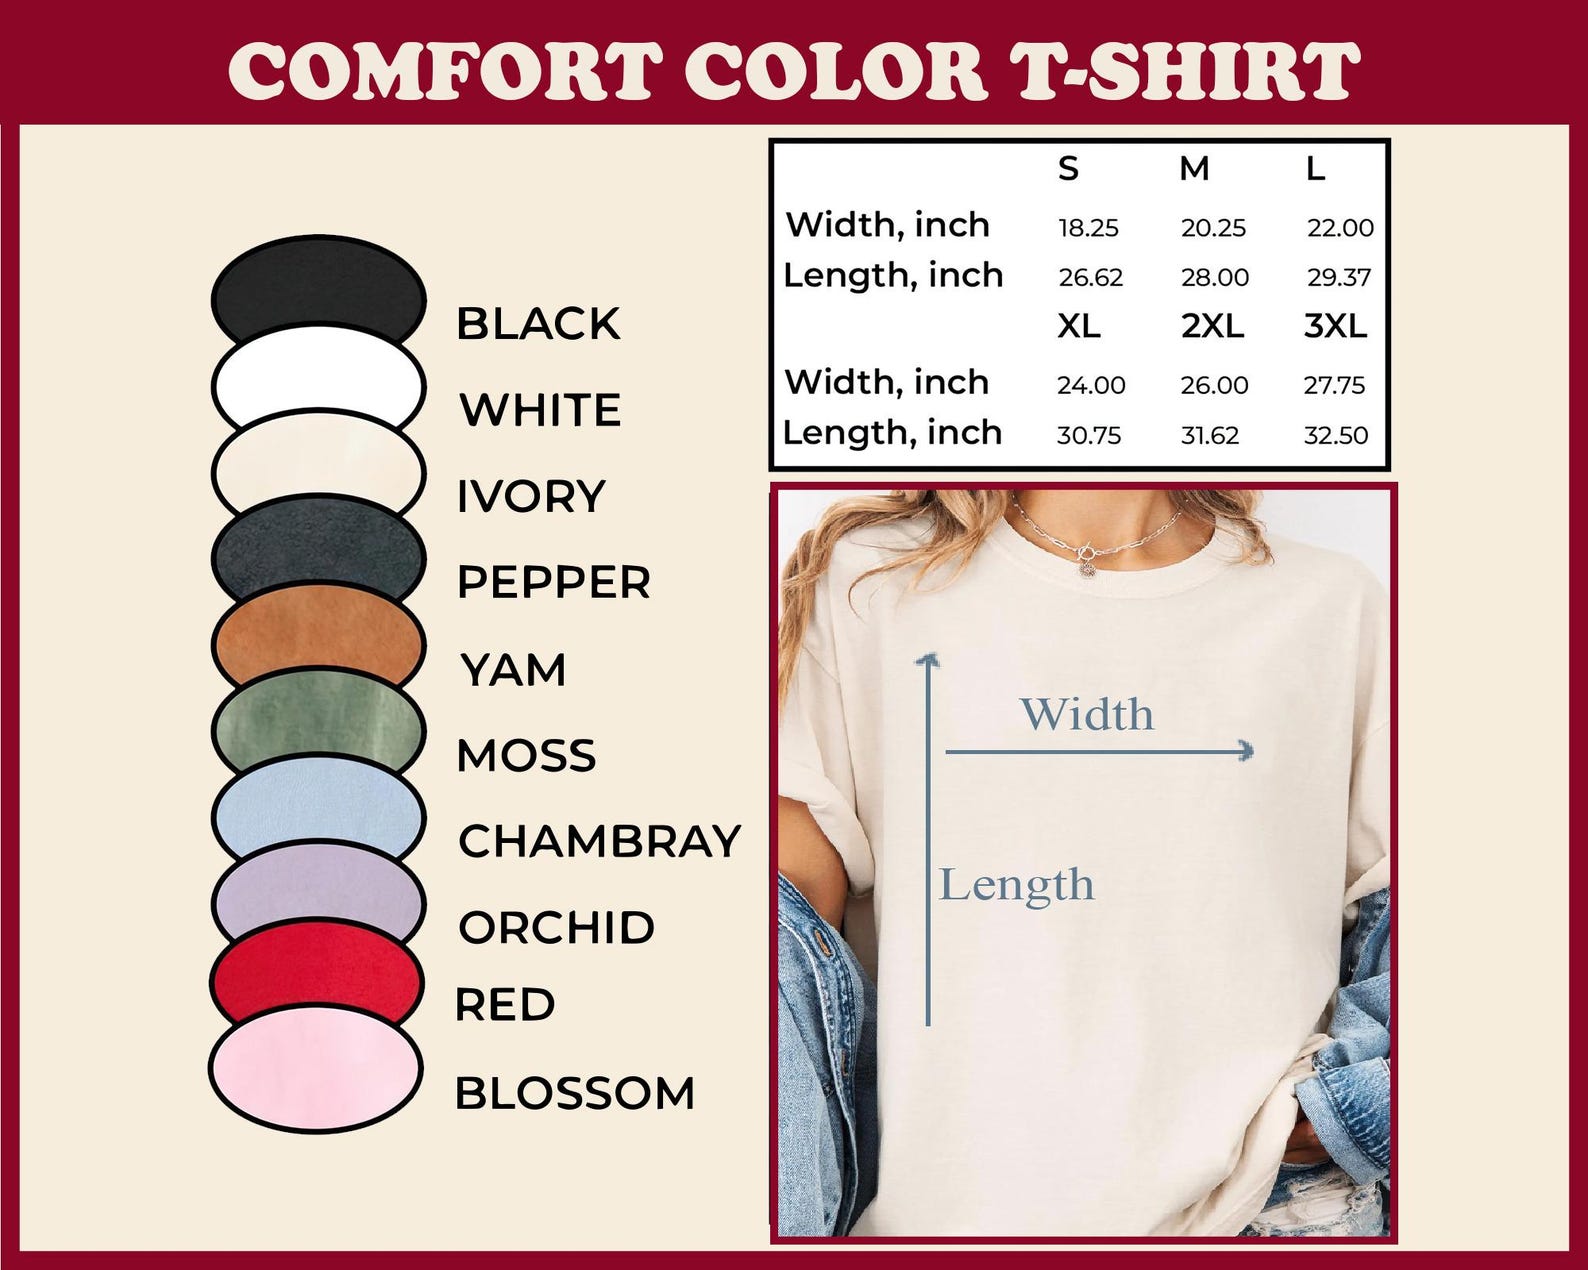 COMFORT COLOR T-SHIRT
BLACK
WHITE
IVORY
PEPPER
YAM
MOSS
CHAMBRAY
ORCHID
RED
BLOSSOM
S M L
Width, inch 18.25 20.25 22.00
Length, inch 26.62 28.00 29.37
XL 2XL 3XL
Width, inch 24.00 26.00 27.75
Length, inch 30.75 31.62 32.50
Width
Length